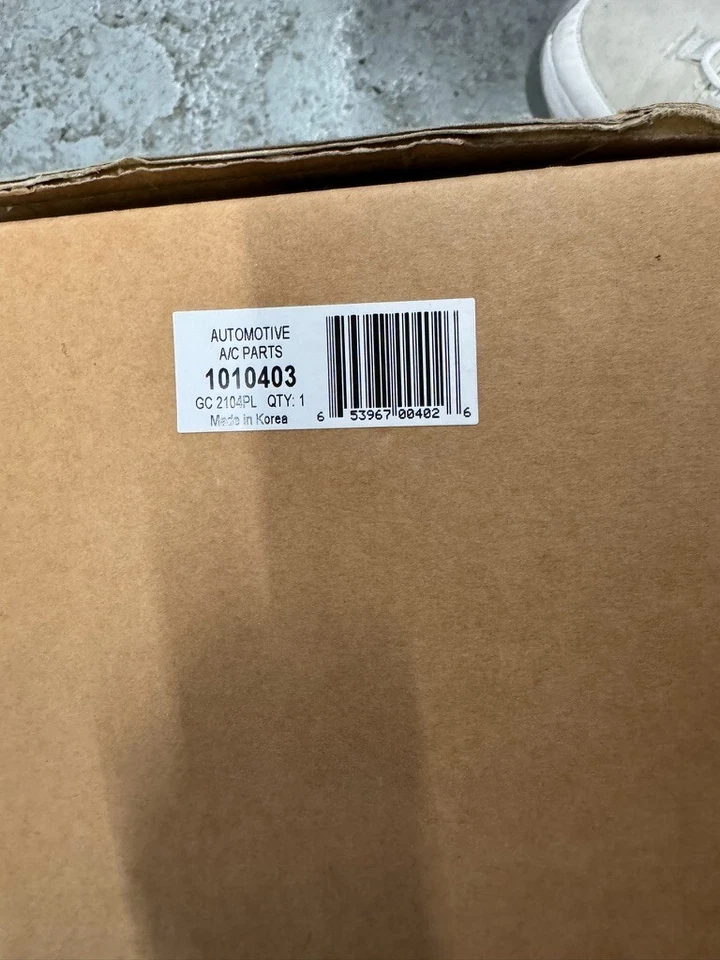 AUTOMOTIVE
A/C PARTS
1010403
GC 2104PL QTY: 1
Made in Korea
6 53967 00402 6